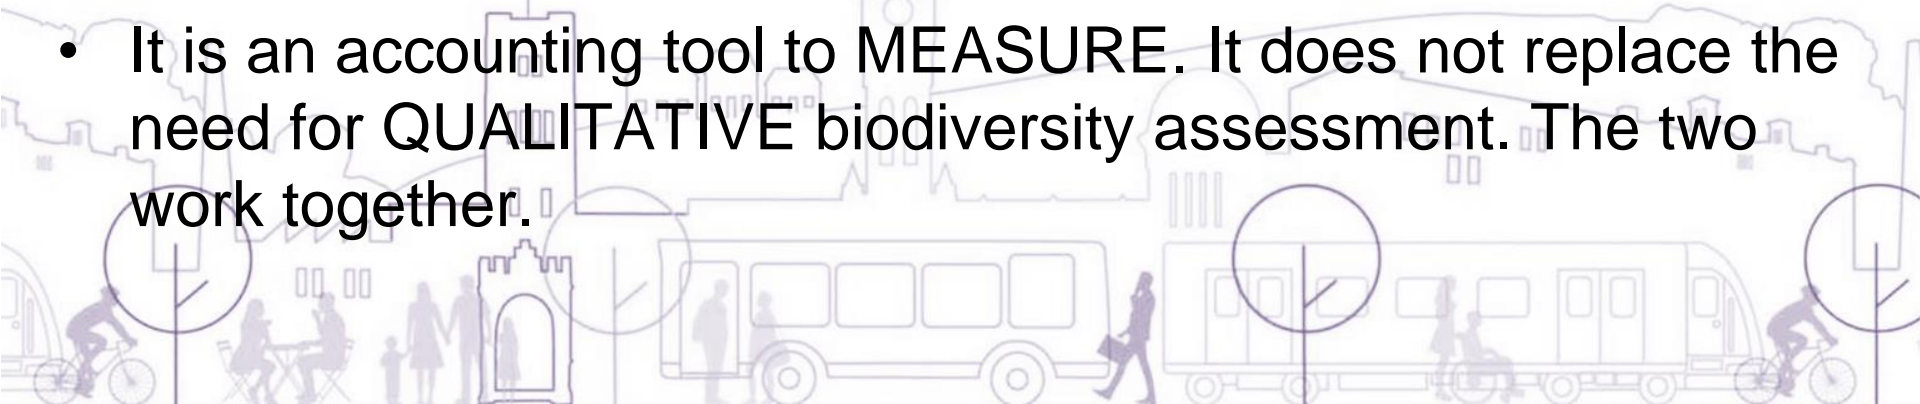 • It is an accounting tool to MEASURE. It does not replace the
need for QUALITATIVE biodiversity assessment. The two
work together.